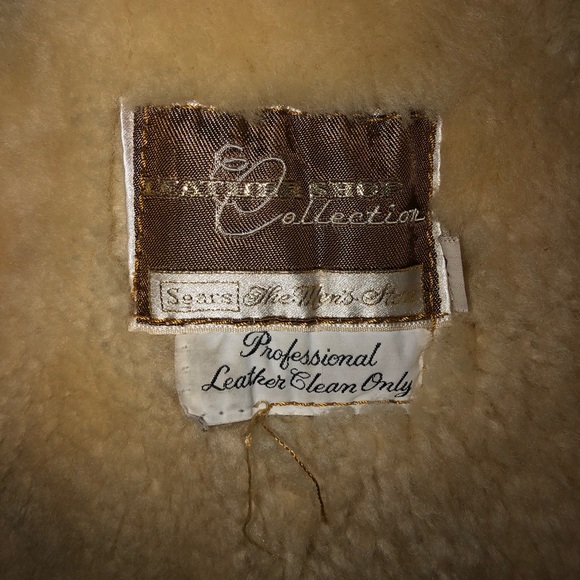 LEATHER SHOP
Collection
Sears The Men's Store
Professional
Leather Clean Only